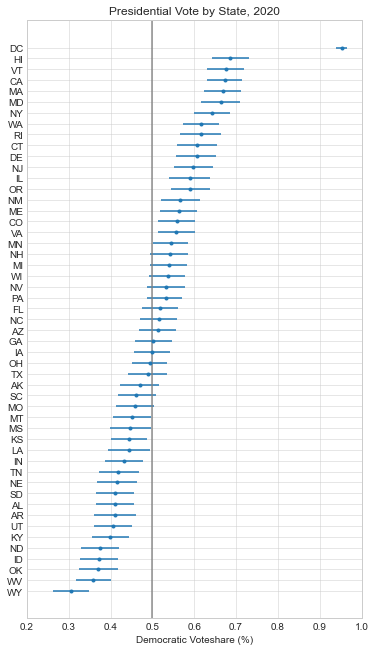 Presidential Vote by State, 2020
DC
HI
VT
CA
MA
MD
NY
WA
RI
CT
DE
NJ
IL
OR
NM
ME
CO
VA
MN
NH
MI
WI
NV
PA
FL
NC
AZ
GA
IA
OH
TX
AK
SC
MO
MT
MS
KS
LA
IN
TN
NE
SD
AL
AR
UT
KY
ND
ID
OK
WV
WY
0.2 0.3 0.4 0.5 0.6 0.7 0.8 0.9 1.0
Democratic Voteshare (%)